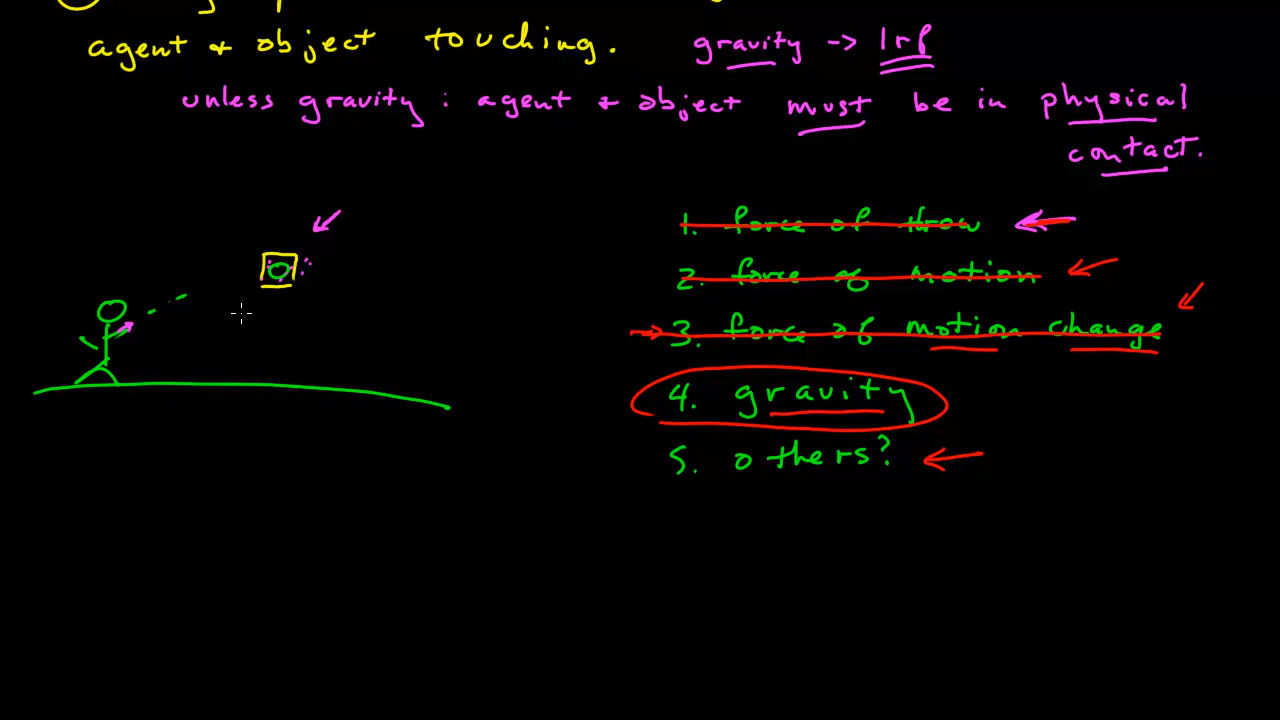 agent & object touching. gravity -> 1rf
unless gravity : agent & object must be in physical
contact.
1. force of throw
2. force of motion
3. force of motion change
4. gravity
5. others?